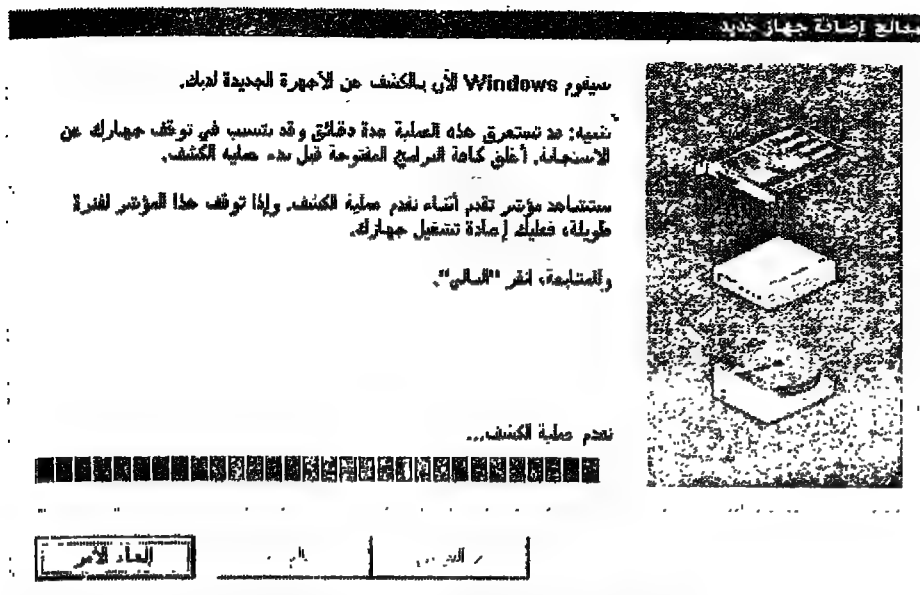 معالج إضافة جهاز جديد
سيقوم Windows الآن بالكشف عن الأجهزة الجديدة لديك.
تنبيه: قد تستغرق هذه العملية عدة دقائق وقد تتسبب في توقف جهازك عن
الاستجابة. أغلق كافة البرامج المفتوحة قبل بدء عملية الكشف.
ستشاهد مؤشر تقدم أثناء تقدم عملية الكشف. وإذا توقف هذا المؤشر لفترة
طويلة، فعليك إعادة تشغيل جهازك.
وللمتابعة، انقر "التالي".
تقدم عملية الكشف...
إلغاء الأمر